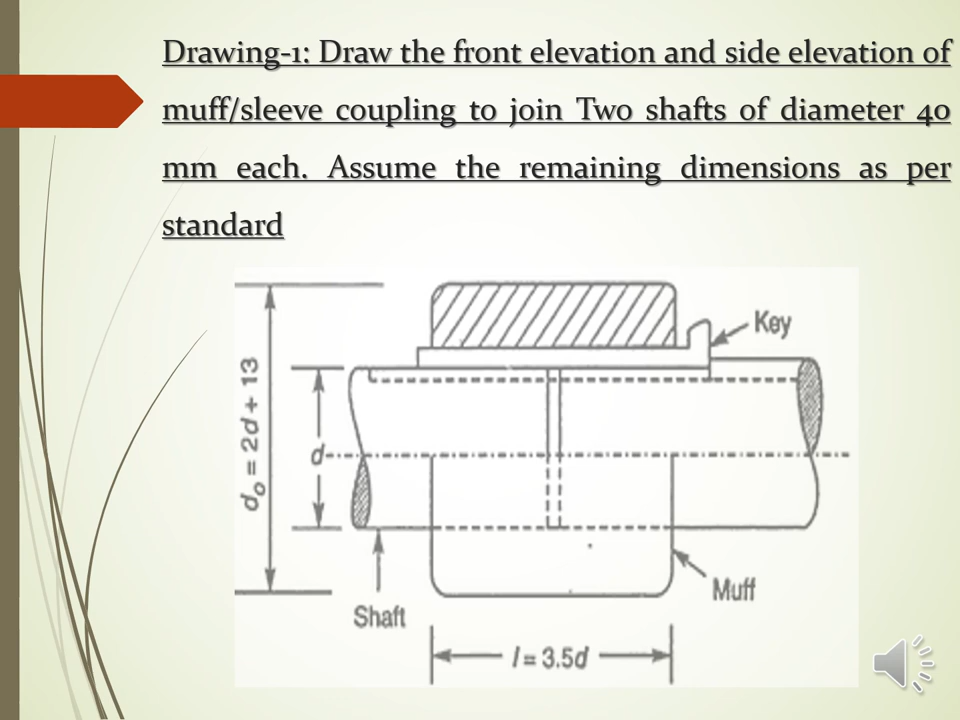 Drawing-1: Draw the front elevation and side elevation of
muff/sleeve coupling to join Two shafts of diameter 40
mm each. Assume the remaining dimensions as per
standard
Key
dₒ = 2d + 13
d
Muff
Shaft
l = 3.5d